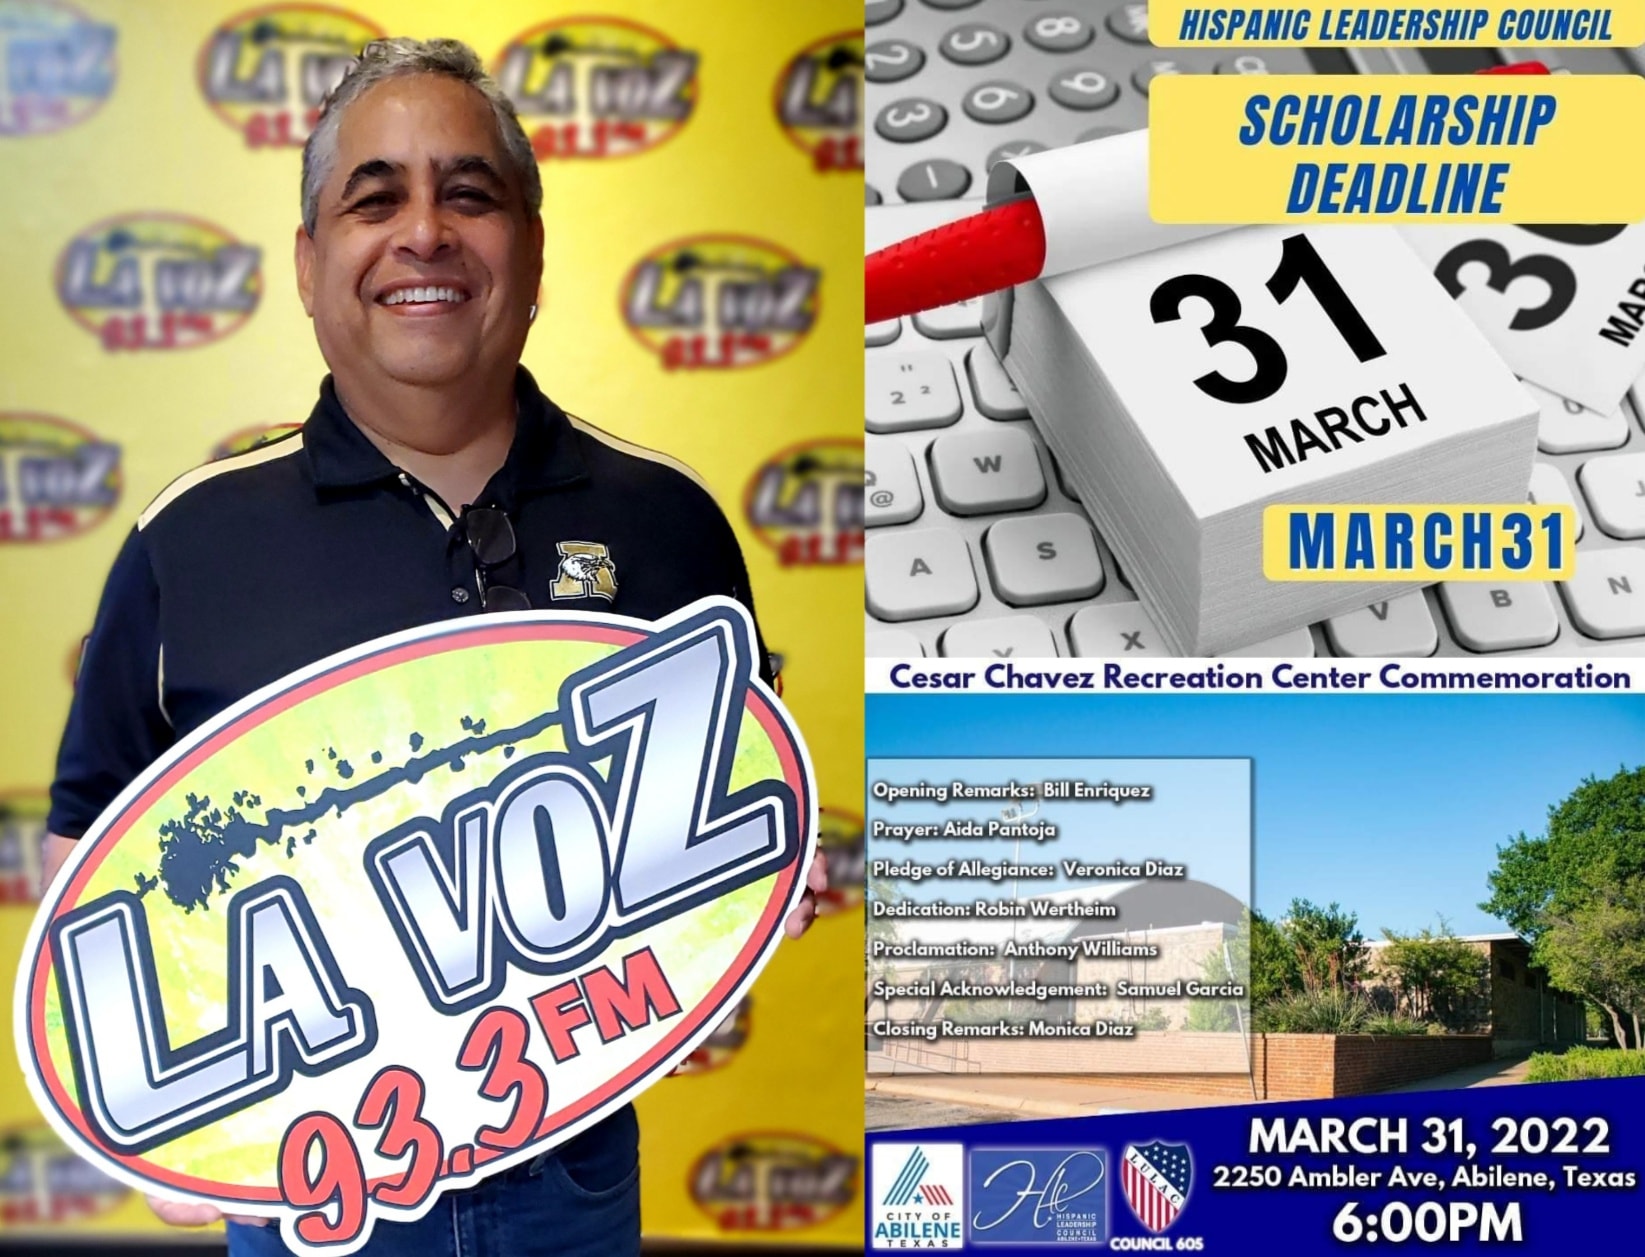 LA VOZ
93.3 FM
HISPANIC LEADERSHIP COUNCIL
SCHOLARSHIP
DEADLINE
31
MARCH
MARCH31
Cesar Chavez Recreation Center Commemoration
Opening Remarks: Bill Enriquez
Prayer: Aida Pantoja
Pledge of Allegiance: Veronica Diaz
Dedication: Robin Wertheim
Proclamation: Anthony Williams
Special Acknowledgement: Samuel Garcia
Closing Remarks: Monica Diaz
MARCH 31, 2022
2250 Ambler Ave, Abilene, Texas
6:00PM
CITY OF
ABILENE
TEXAS
Hlc
HISPANIC
LEADERSHIP
COUNCIL
ABILENE•TEXAS
LULAC
COUNCIL 605